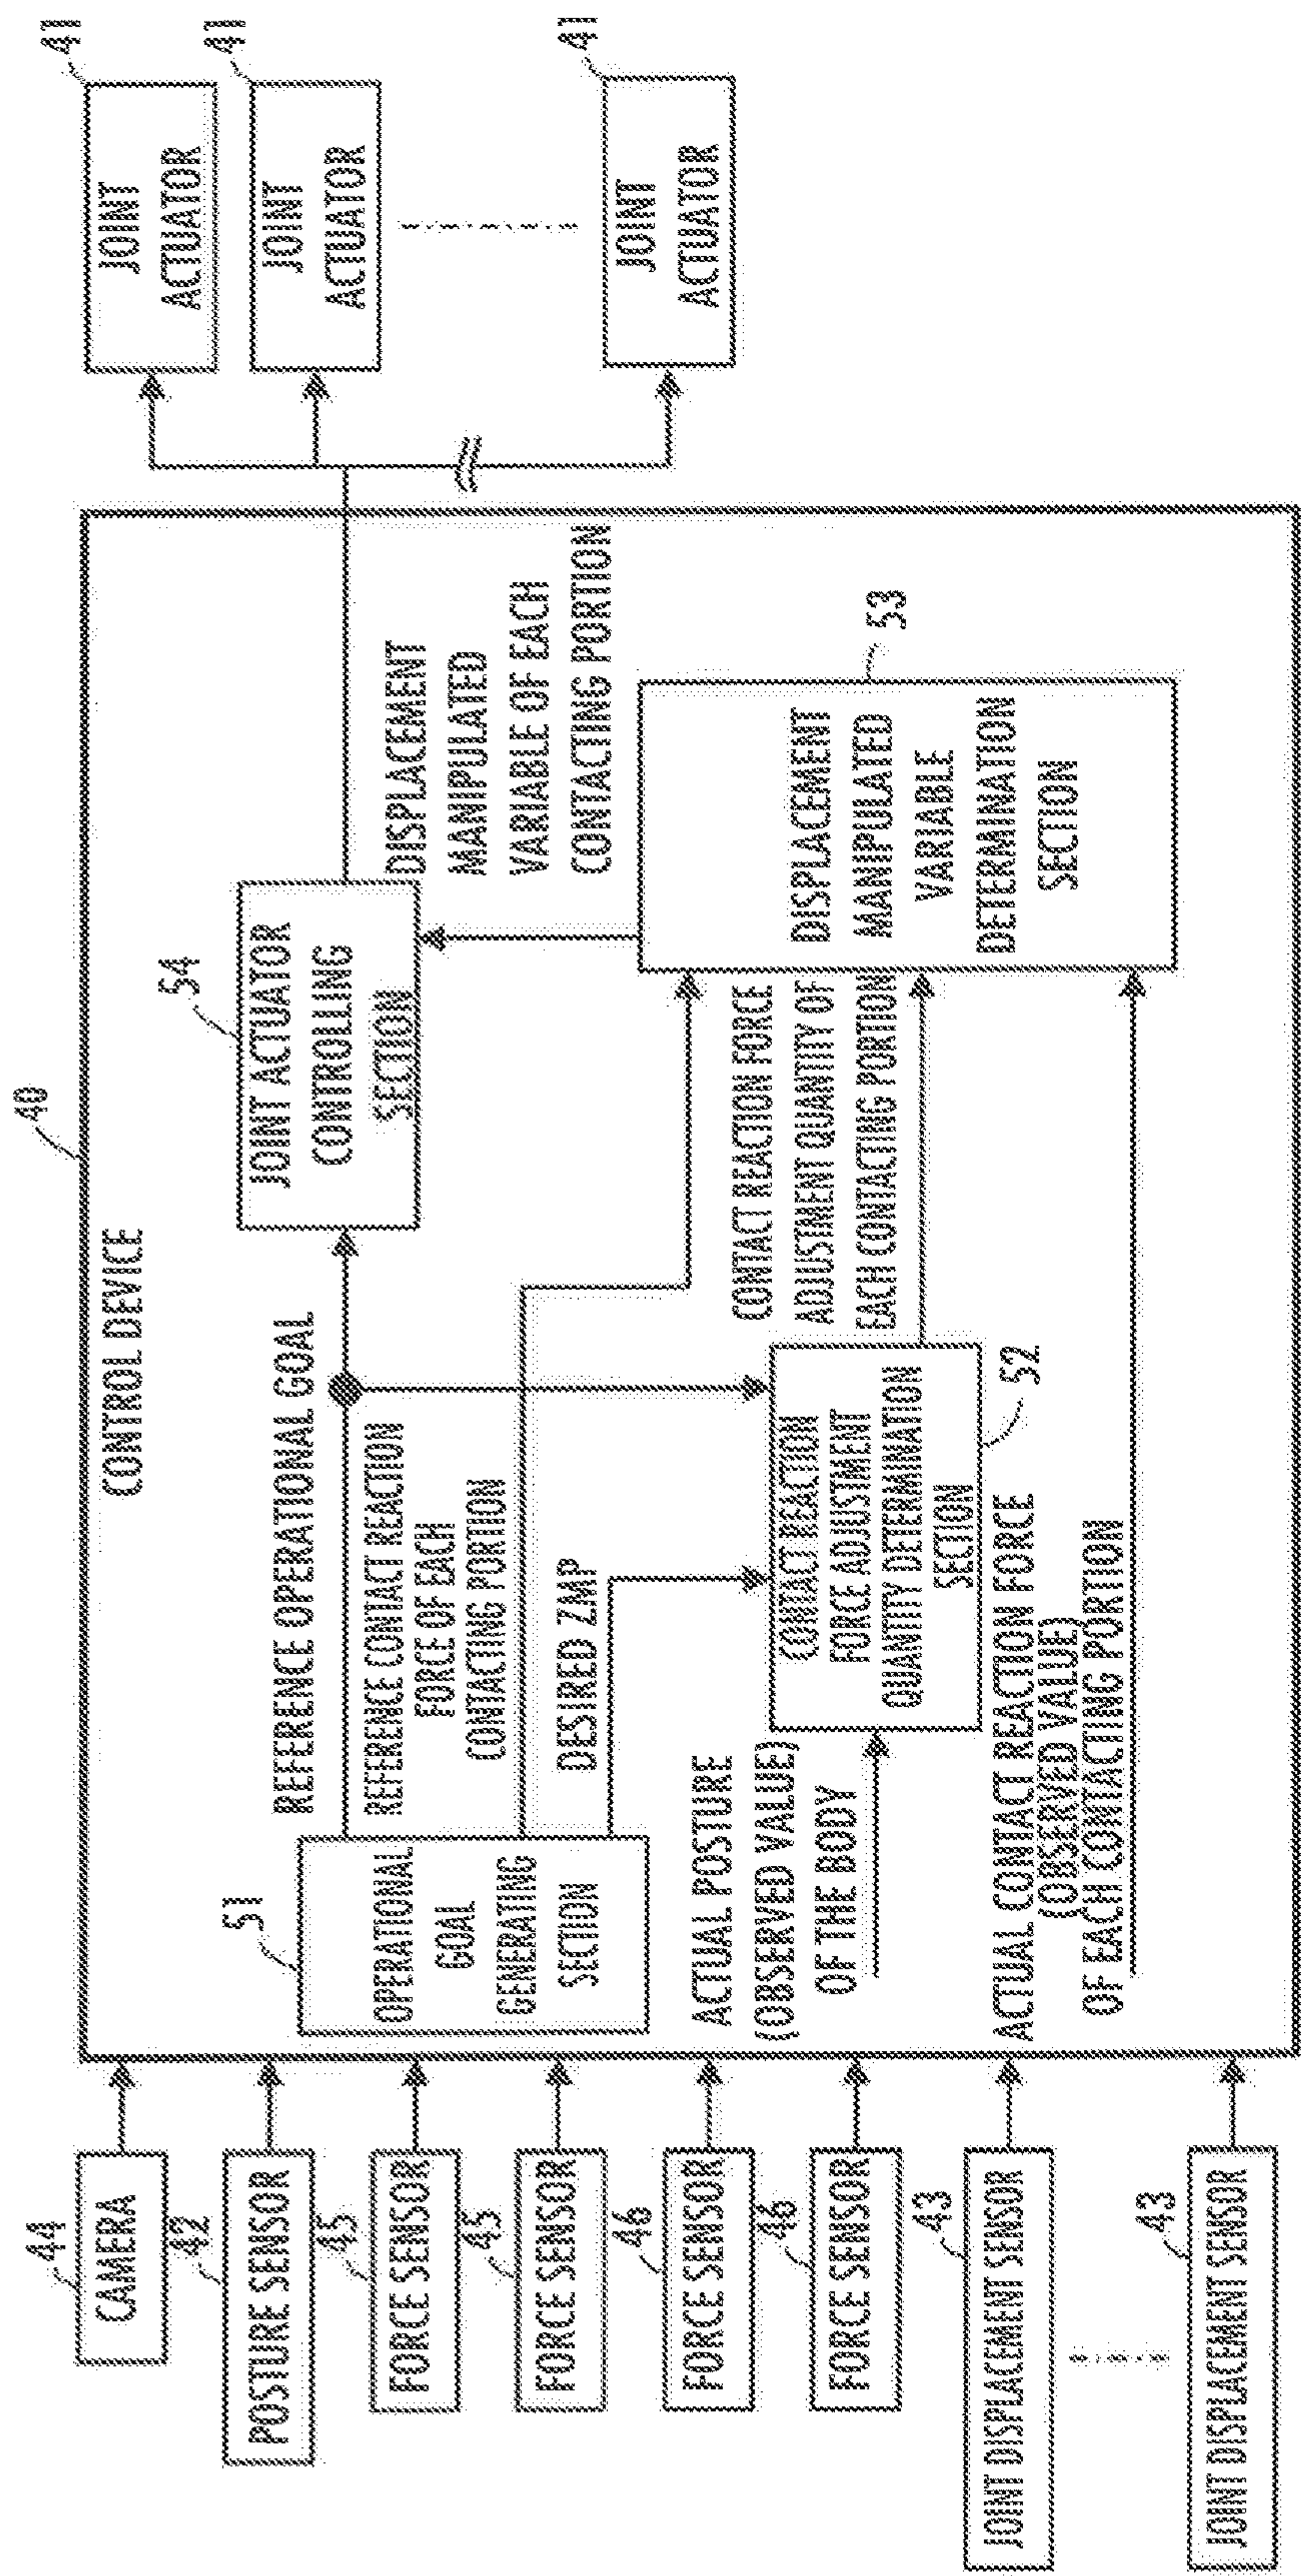 40
CONTROL DEVICE
44
CAMERA
42
POSTURE SENSOR
45
FORCE SENSOR
45
FORCE SENSOR
46
FORCE SENSOR
46
FORCE SENSOR
43
JOINT DISPLACEMENT SENSOR
43
JOINT DISPLACEMENT SENSOR
51
OPERATIONAL
GOAL
GENERATING
SECTION
REFERENCE OPERATIONAL GOAL
REFERENCE CONTACT REACTION
FORCE OF EACH
CONTACTING PORTION
DESIRED ZMP
ACTUAL POSTURE
(OBSERVED VALUE)
OF THE BODY
ACTUAL CONTACT REACTION FORCE
(OBSERVED VALUE)
OF EACH CONTACTING PORTION
CONTACT REACTION
FORCE ADJUSTMENT
QUANTITY DETERMINATION
SECTION
52
CONTACT REACTION FORCE
ADJUSTMENT QUANTITY OF
EACH CONTACTING PORTION
54
JOINT ACTUATOR
CONTROLLING
SECTION
DISPLACEMENT
MANIPULATED
VARIABLE OF EACH
CONTACTING PORTION
53
DISPLACEMENT
MANIPULATED
VARIABLE
DETERMINATION
SECTION
41
JOINT
ACTUATOR
41
JOINT
ACTUATOR
41
JOINT
ACTUATOR